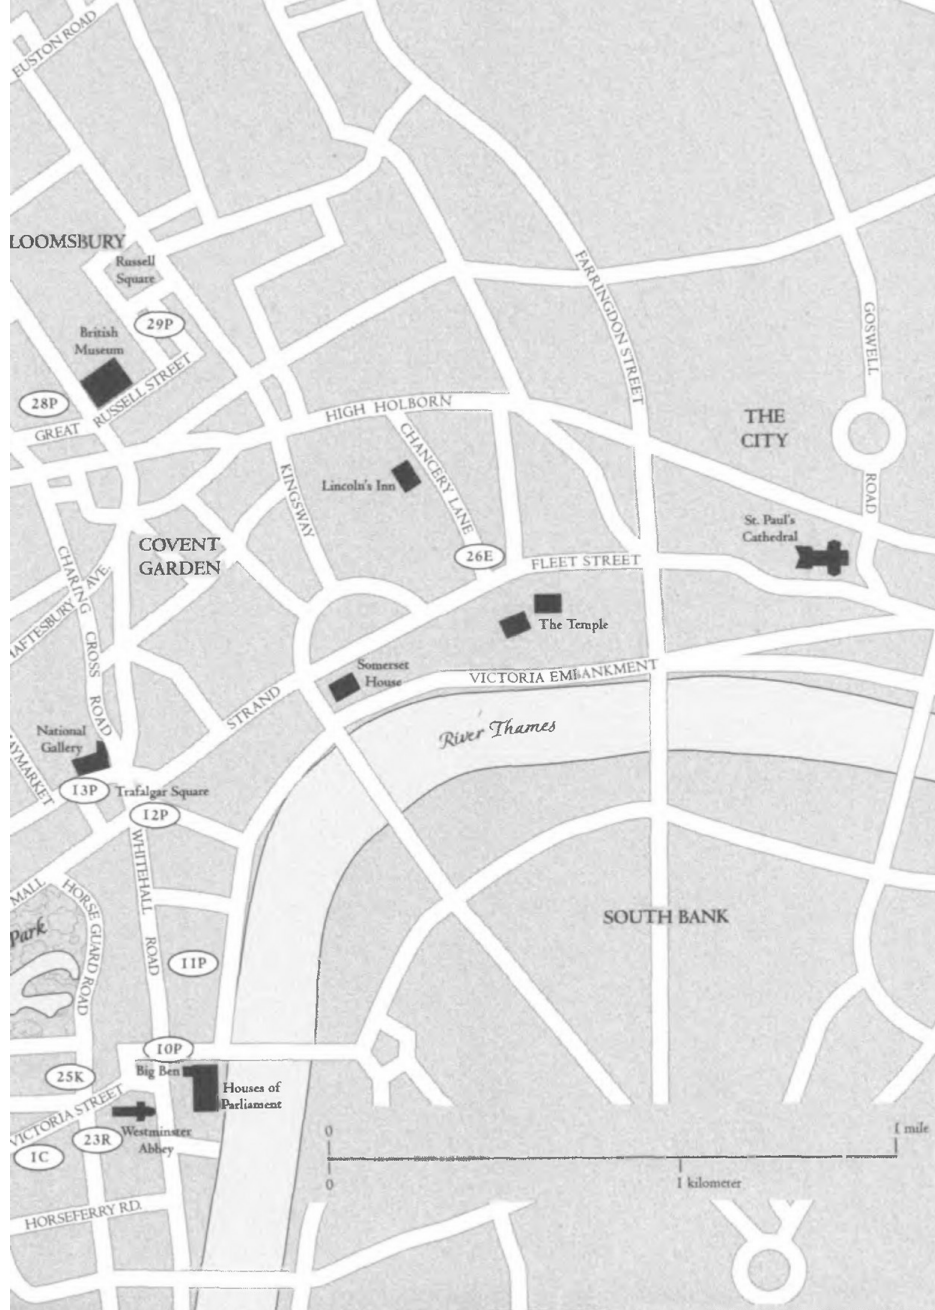 EUSTON ROAD
LOOMSBURY
Russell
Square
29P
British
Museum
FARRINGDON STREET
GOSWELL
ROAD
28P
GREAT RUSSELL STREET
HIGH HOLBORN
THE
CITY
CHANCERY LANE
Lincoln's Inn
KINGSWAY
St. Paul's
Cathedral
COVENT
GARDEN
26E
FLEET STREET
CHARING CROSS ROAD
HAFTESBURY AVE.
The Temple
Somerset
House
VICTORIA EMBANKMENT
STRAND
River Thames
National
Gallery
AYMARKET
13P
Trafalgar Square
12P
WHITEHALL ROAD
MALL
HORSE GUARD ROAD
SOUTH BANK
Park
11P
10P
Big Ben
25K
Houses of
Parliament
VICTORIA STREET
23R
Westminster
Abbey
1C
0
1 mile
0
1 kilometer
HORSEFERRY RD.